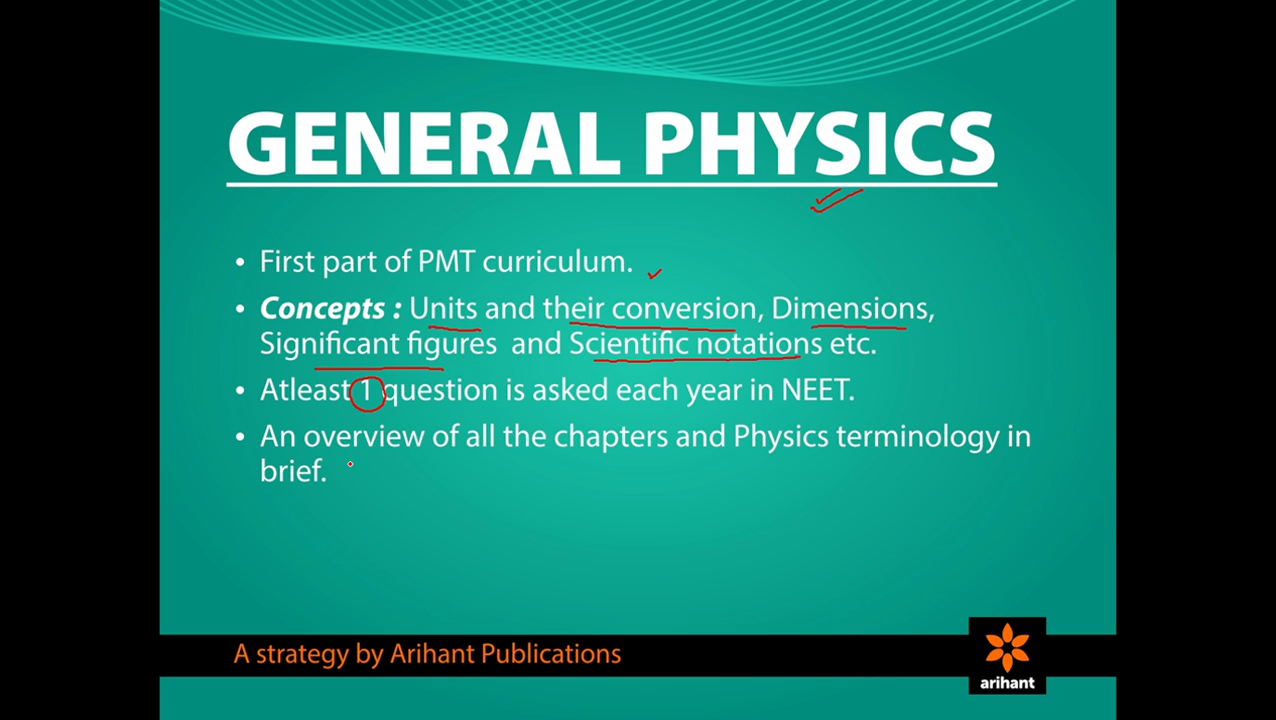 GENERAL PHYSICS
• First part of PMT curriculum.
• Concepts : Units and their conversion, Dimensions,
Significant figures and Scientific notations etc.
• Atleast 1 question is asked each year in NEET.
• An overview of all the chapters and Physics terminology in
brief.
A strategy by Arihant Publications
arihant